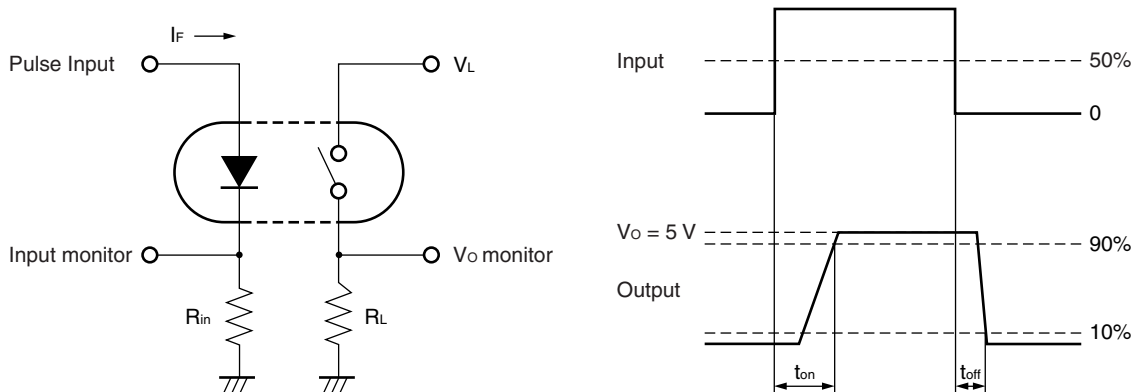 IF
Pulse Input
VL
Input monitor
VO monitor
Rin
RL
Input
50%
0
VO = 5 V
90%
Output
10%
ton
toff